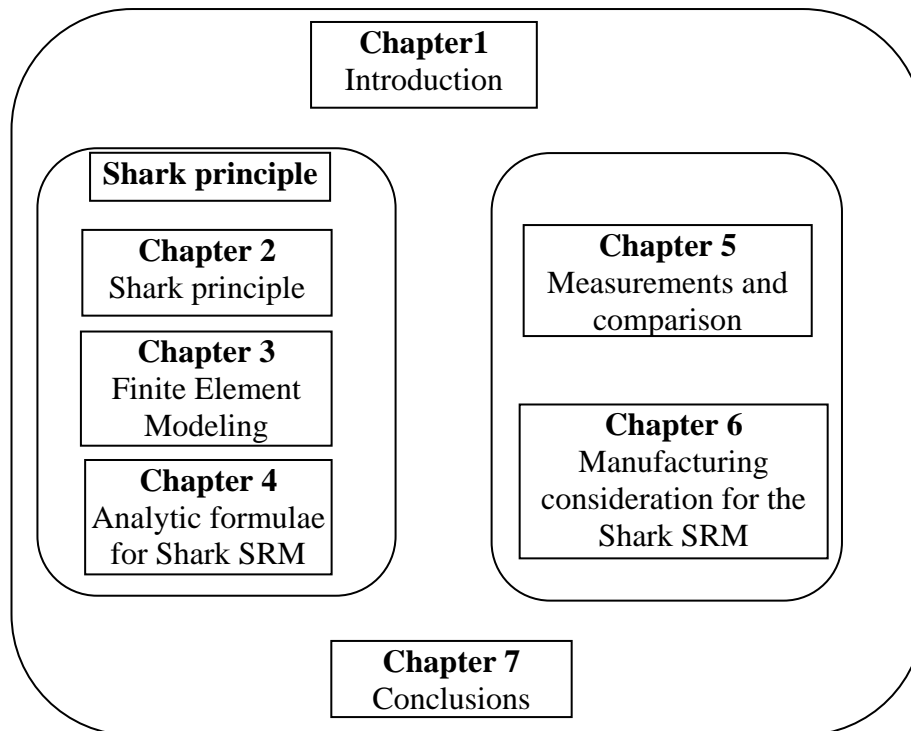 Chapter1
Introduction
Shark principle
Chapter 2
Shark principle
Chapter 3
Finite Element
Modeling
Chapter 4
Analytic formulae
for Shark SRM
Chapter 5
Measurements and
comparison
Chapter 6
Manufacturing
consideration for the
Shark SRM
Chapter 7
Conclusions